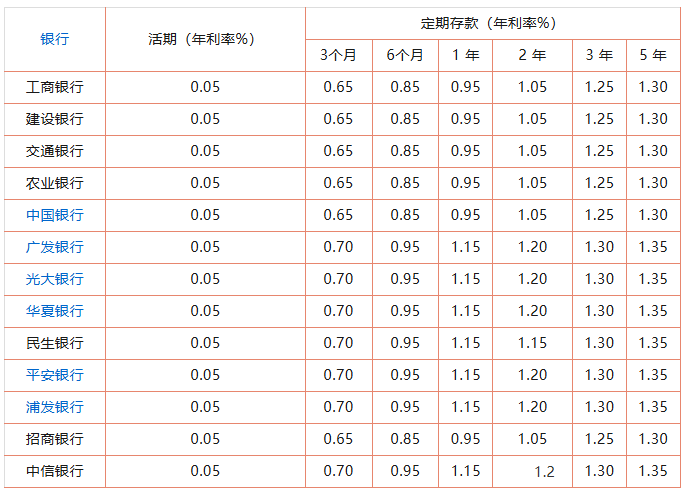 银行 活期（年利率%） 定期存款（年利率%）
3个月 6个月 1 年 2 年 3 年 5 年
工商银行 0.05 0.65 0.85 0.95 1.05 1.25 1.30
建设银行 0.05 0.65 0.85 0.95 1.05 1.25 1.30
交通银行 0.05 0.65 0.85 0.95 1.05 1.25 1.30
农业银行 0.05 0.65 0.85 0.95 1.05 1.25 1.30
中国银行 0.05 0.65 0.85 0.95 1.05 1.25 1.30
广发银行 0.05 0.70 0.95 1.15 1.20 1.30 1.35
光大银行 0.05 0.70 0.95 1.15 1.20 1.30 1.35
华夏银行 0.05 0.70 0.95 1.15 1.20 1.30 1.35
民生银行 0.05 0.70 0.95 1.15 1.15 1.30 1.35
平安银行 0.05 0.70 0.95 1.15 1.20 1.30 1.35
浦发银行 0.05 0.70 0.95 1.15 1.20 1.30 1.35
招商银行 0.05 0.65 0.85 0.95 1.05 1.25 1.30
中信银行 0.05 0.70 0.95 1.15 1.2 1.30 1.35